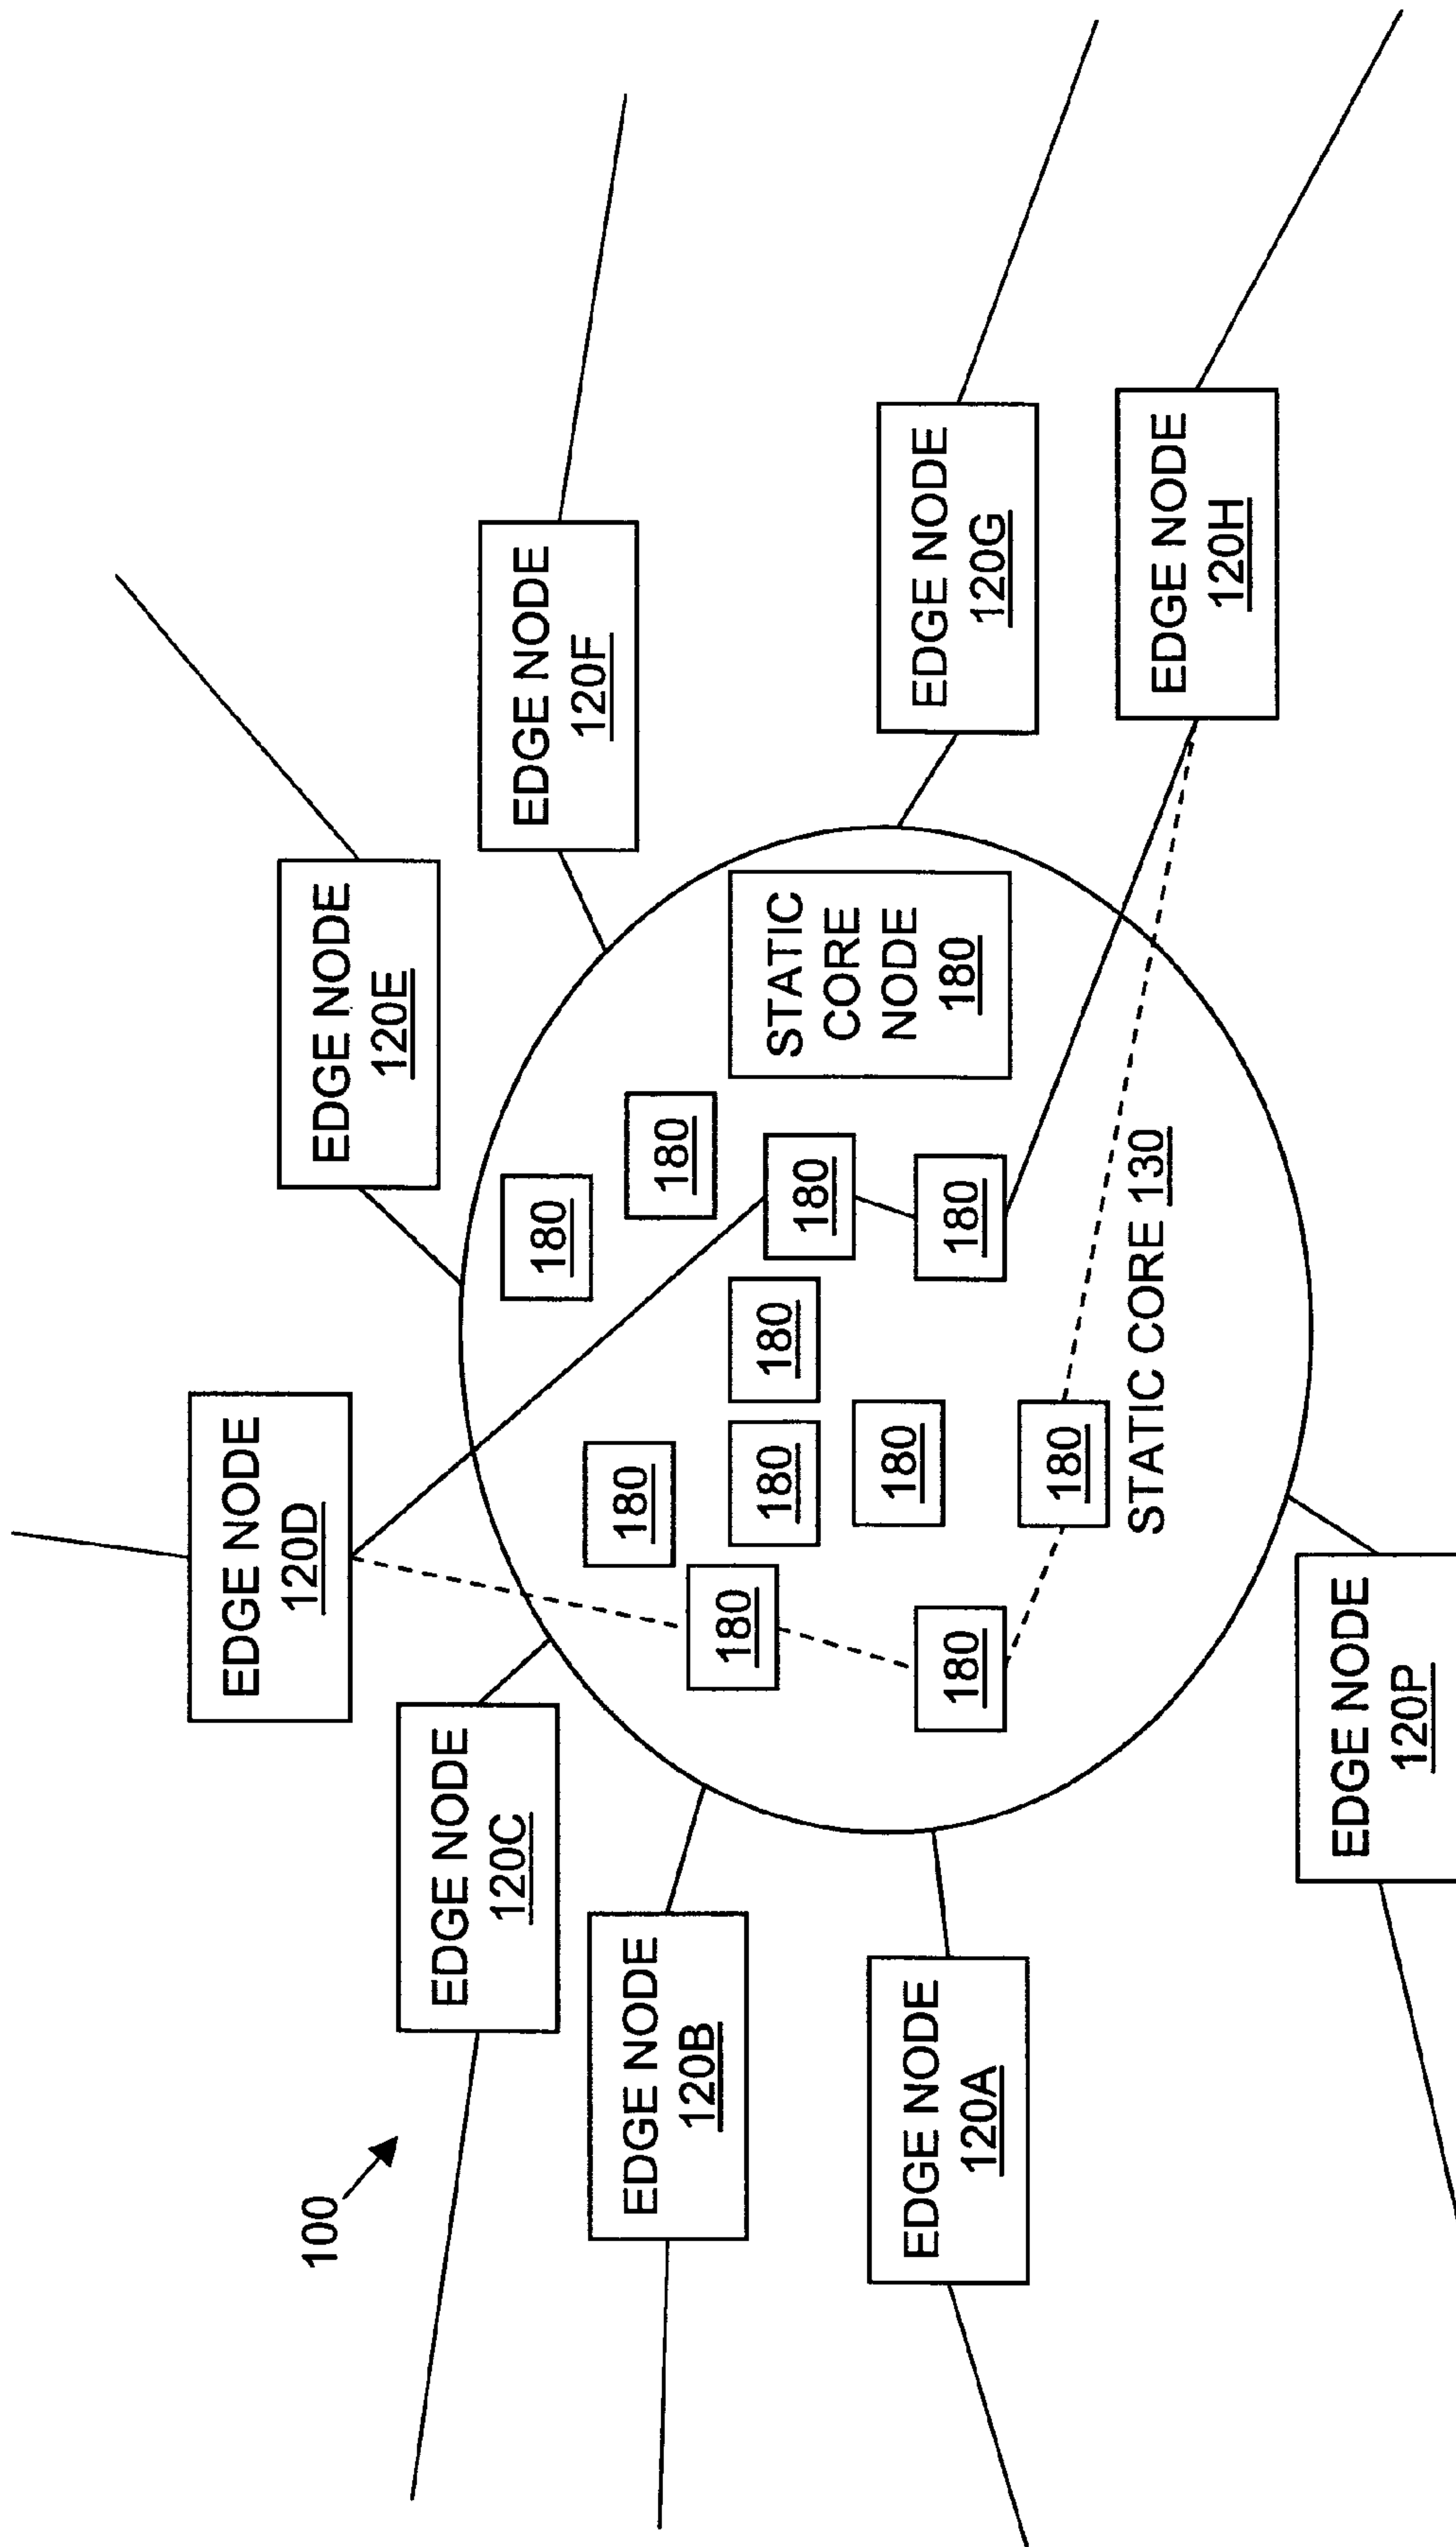 100
EDGE NODE
120D
EDGE NODE
120E
EDGE NODE
120C
EDGE NODE
120F
EDGE NODE
120B
180
180
180
180
180
180
180
STATIC
CORE
NODE
180
180
180
180
180
EDGE NODE
120A
EDGE NODE
120G
STATIC CORE 130
EDGE NODE
120H
EDGE NODE
120P